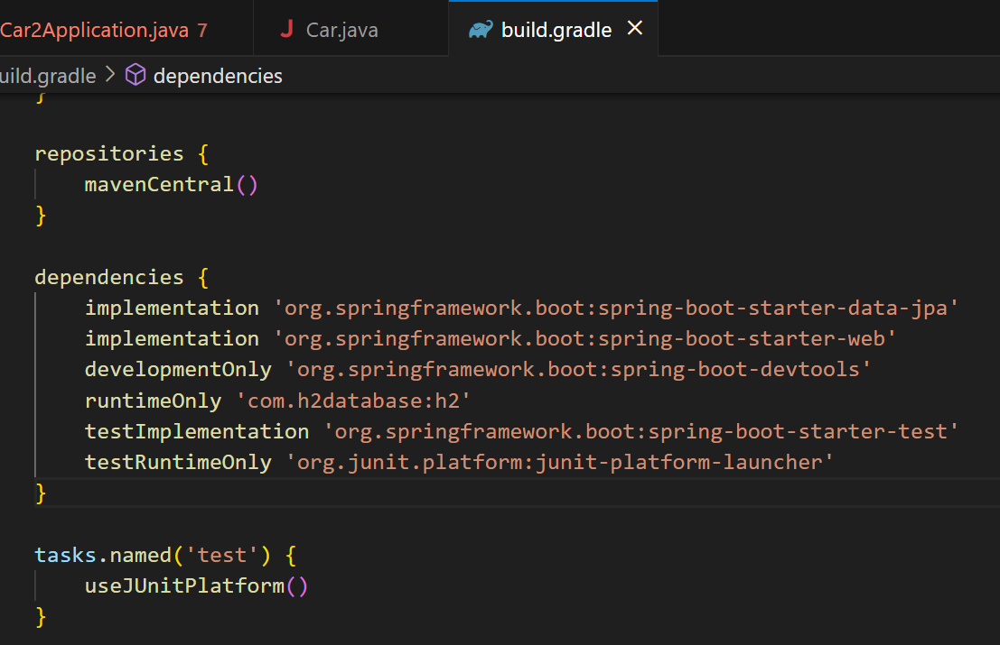 Car2Application.java 7
J Car.java
build.gradle ×
uild.gradle > dependencies
}
repositories {
    mavenCentral()
}
dependencies {
    implementation 'org.springframework.boot:spring-boot-starter-data-jpa'
    implementation 'org.springframework.boot:spring-boot-starter-web'
    developmentOnly 'org.springframework.boot:spring-boot-devtools'
    runtimeOnly 'com.h2database:h2'
    testImplementation 'org.springframework.boot:spring-boot-starter-test'
    testRuntimeOnly 'org.junit.platform:junit-platform-launcher'
}
tasks.named('test') {
    useJUnitPlatform()
}